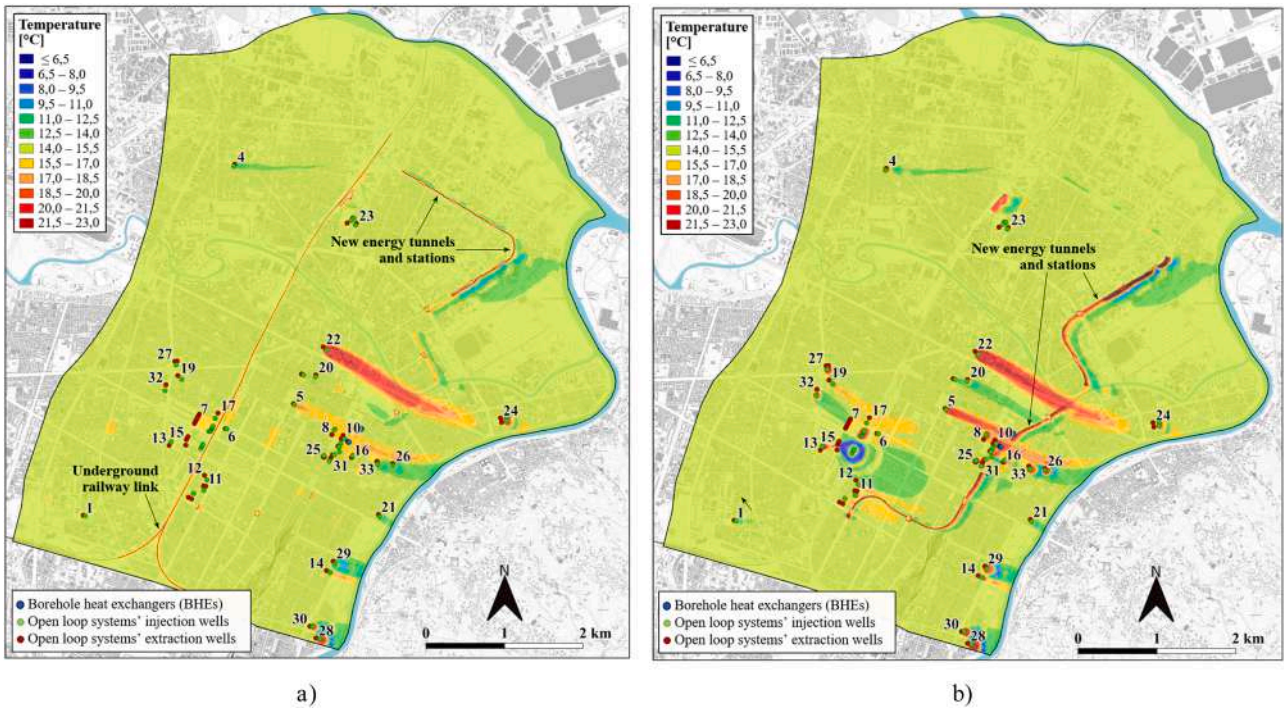 Temperature
[°C]
≤ 6,5
6,5 – 8,0
8,0 – 9,5
9,5 – 11,0
11,0 – 12,5
12,5 – 14,0
14,0 – 15,5
15,5 – 17,0
17,0 – 18,5
18,5 – 20,0
20,0 – 21,5
21,5 – 23,0
4
23
New energy tunnels
and stations
22
27
19
20
32
5
7
17
24
8
10
6
13
15
25
16
31
33
26
12
11
Underground
railway link
1
21
29
14
N
30
28
Borehole heat exchangers (BHEs)
Open loop systems’ injection wells
Open loop systems’ extraction wells
0
1
2 km
a)
Temperature
[°C]
≤ 6,5
6,5 – 8,0
8,0 – 9,5
9,5 – 11,0
11,0 – 12,5
12,5 – 14,0
14,0 – 15,5
15,5 – 17,0
17,0 – 18,5
18,5 – 20,0
20,0 – 21,5
21,5 – 23,0
4
23
New energy tunnels
and stations
22
27
19
20
32
5
7
17
24
8
10
6
13
15
25
16
31
26
33
12
11
1
21
29
14
N
30
28
Borehole heat exchangers (BHEs)
Open loop systems’ injection wells
Open loop systems’ extraction wells
0
1
2 km
b)